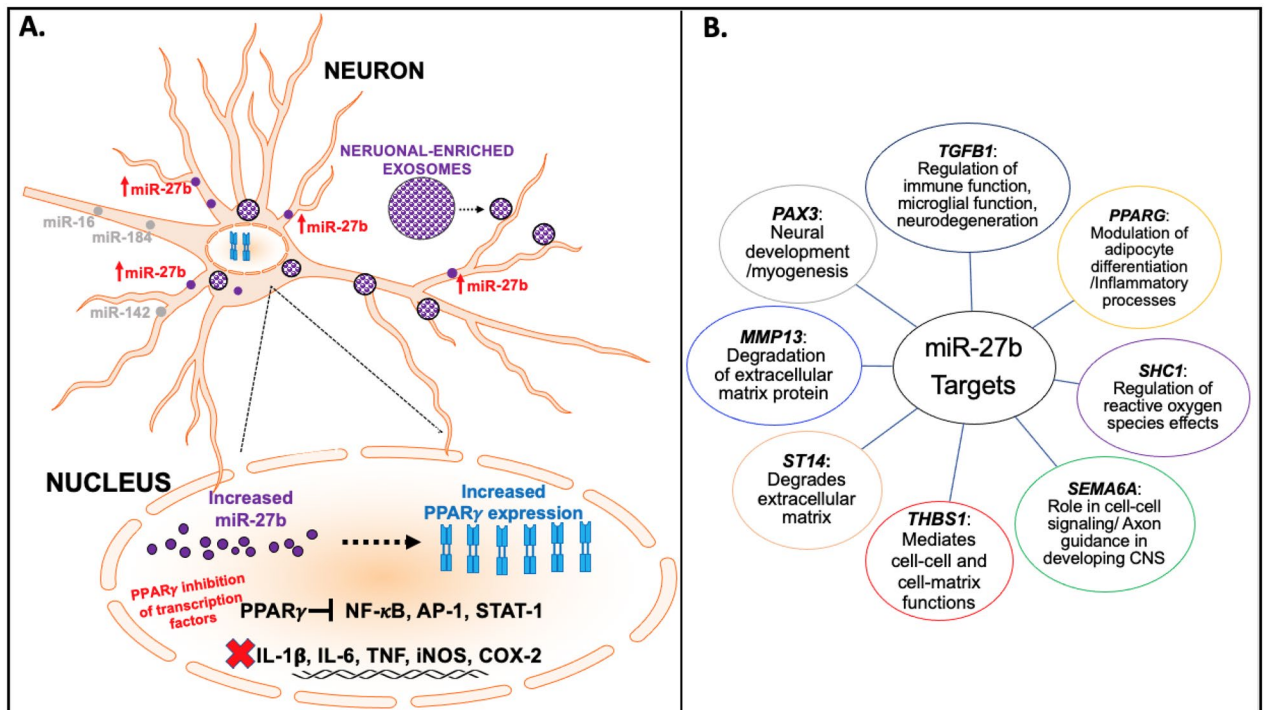 A.
NEURON
NERUONAL-ENRICHED
EXOSOMES
miR-27b
miR-16
miR-184
miR-27b
miR-27b
miR-142
miR-27b
NUCLEUS
Increased
miR-27b
Increased
PPARγ expression
PPARγ inhibition
of transcription
factors
PPARγ NF-κB, AP-1, STAT-1
IL-1β, IL-6, TNF, iNOS, COX-2
B.
TGFB1:
Regulation of
immune function,
microglial function,
neurodegeneration
PAX3:
Neural
development
/myogenesis
PPARG:
Modulation of
adipocyte
differentiation
/Inflammatory
processes
miR-27b
Targets
MMP13:
Degradation
of extracellular
matrix protein
SHC1:
Regulation of
reactive oxygen
species effects
ST14:
Degrades
extracellular
matrix
SEMA6A:
Role in cell-cell
signaling/ Axon
guidance in
developing CNS
THBS1:
Mediates
cell-cell and
cell-matrix
functions